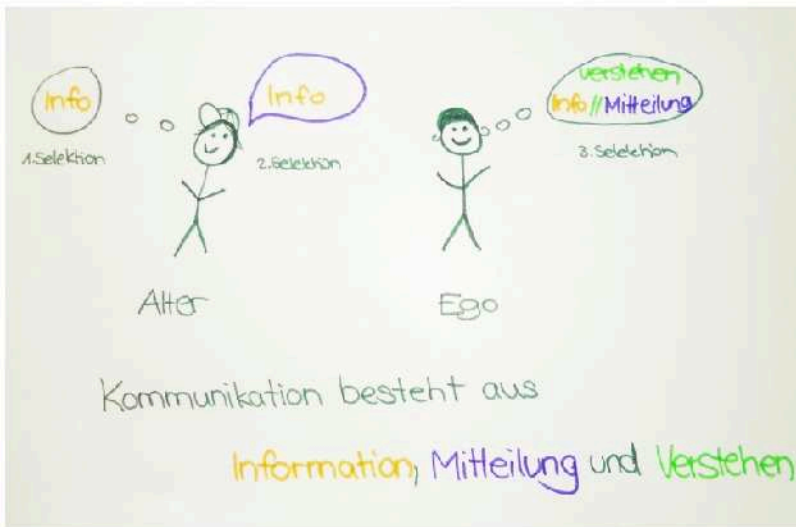 verstehen
Info
Info
Info//Mitteilung
1.Selektion
2.Selektion
3.Selektion
Alter
Ego
Kommunikation besteht aus
Information, Mitteilung und Verstehen